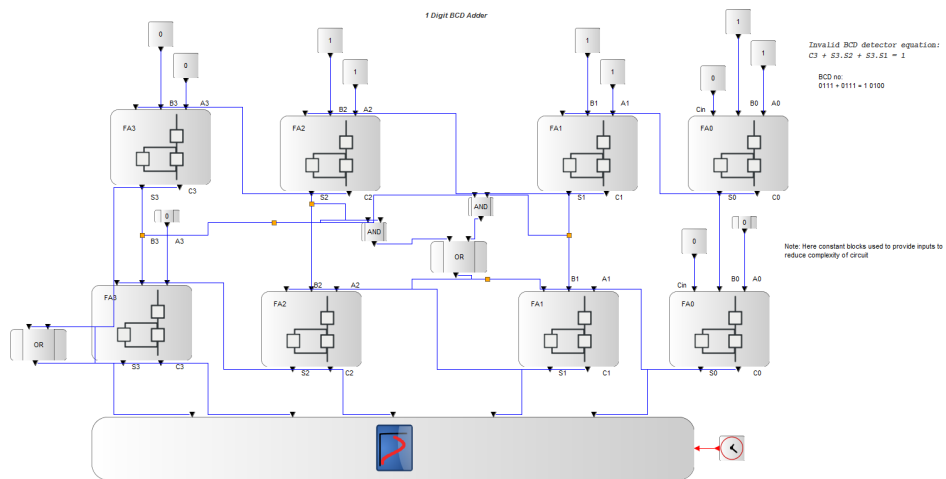 1 Digit BCD Adder
0
1
1
1
Invalid BCD detector equation:
C3 + S3.S2 + S3.S1 = 1
0
1
1
0
1
BCD no:
0111 + 0111 = 1 0100
B3 A3
B2 A2
B1 A1
Cin B0 A0
FA3
FA2
FA1
FA0
S3 C3
S2 C2
S1 C1
S0 C0
AND
0
AND
0
B3 A3
OR
0
Note: Here constant blocks used to provide inputs to
reduce complexity of circuit
B2 A2
B1 A1
Cin B0 A0
FA3
FA2
FA1
FA0
OR
S3 C3
S2 C2
S1 C1
S0 C0